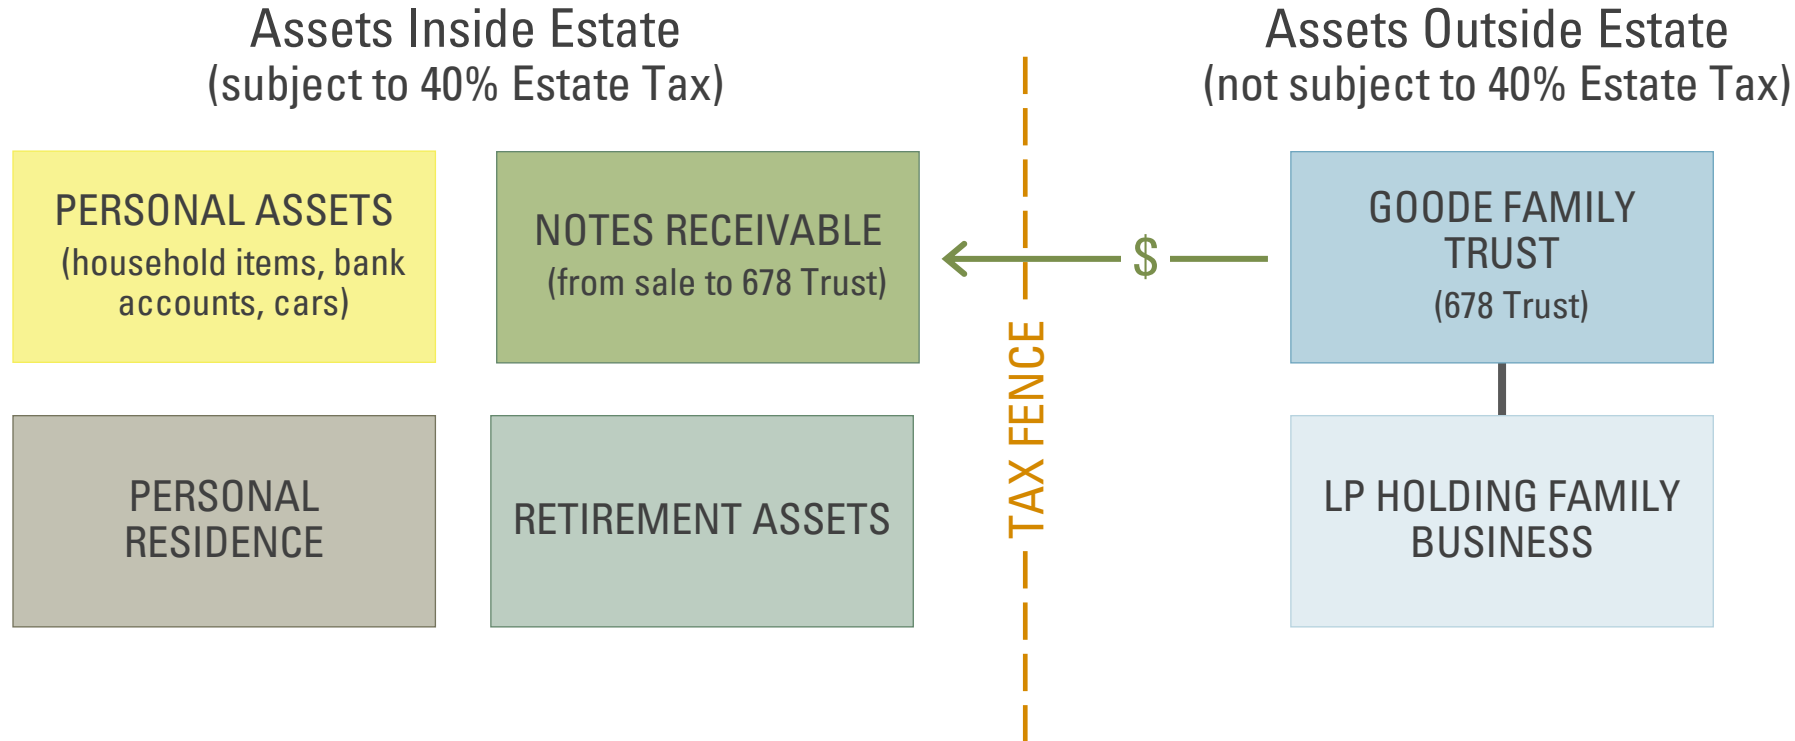 Assets Inside Estate
(subject to 40% Estate Tax)
Assets Outside Estate
(not subject to 40% Estate Tax)
PERSONAL ASSETS
(household items, bank
accounts, cars)
NOTES RECEIVABLE
(from sale to 678 Trust)
$
GOODE FAMILY
TRUST
(678 Trust)
TAX FENCE
PERSONAL
RESIDENCE
RETIREMENT ASSETS
LP HOLDING FAMILY
BUSINESS